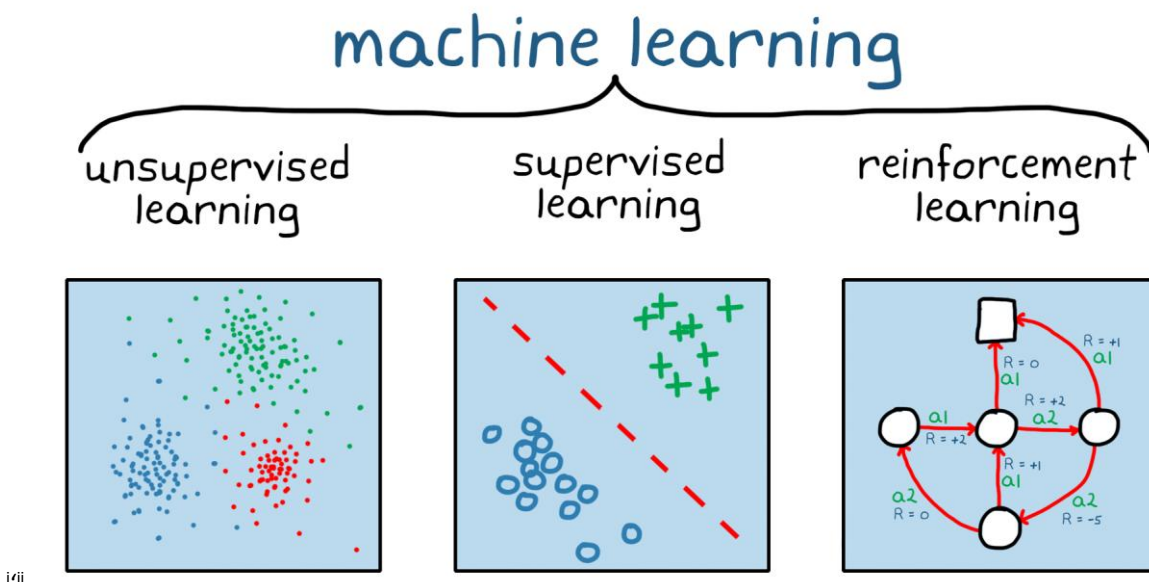 machine learning
unsupervised
learning
supervised
learning
reinforcement
learning
R = +1
a1
R = 0
a1
R = +2
a1
a2
R = +2
R = +1
a1
a2
R = 0
a2
R = -5